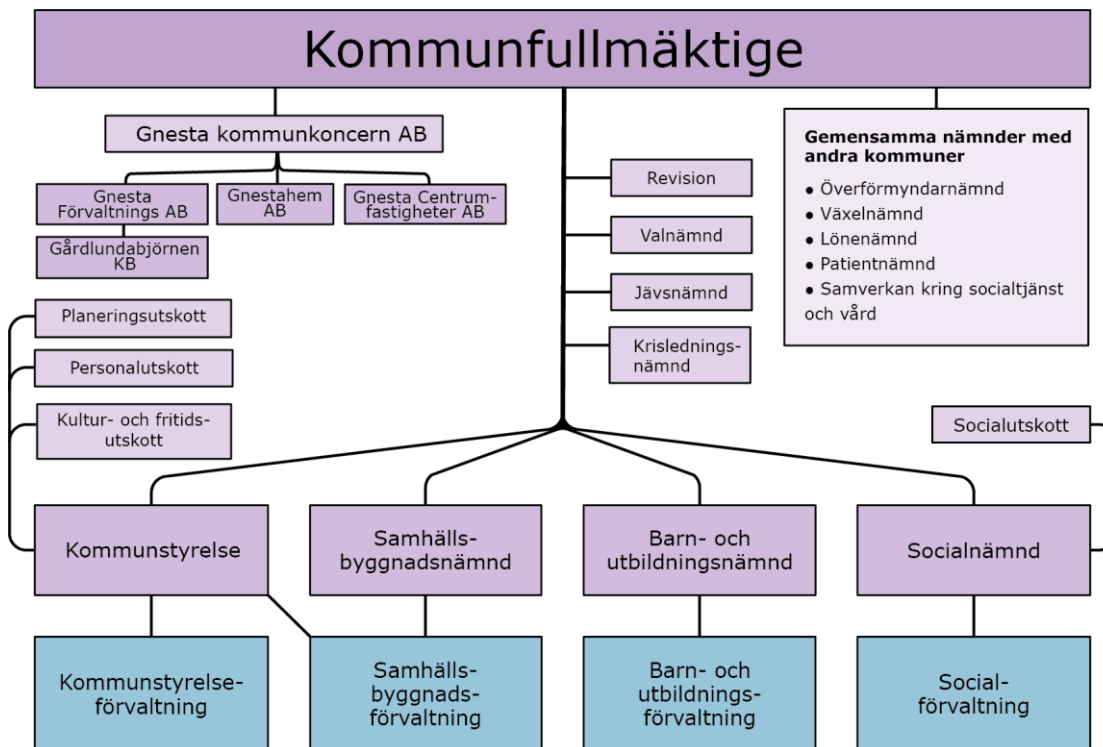 Kommunfullmäktige
Gnesta kommunkoncern AB
Gnesta
Förvaltnings AB
Gnestahem
AB
Gnesta Centrum-
fastigheter AB
Gårdlundabjörnen
KB
Revision
Valnämnd
Jävsnämnd
Krislednings-
nämnd
Gemensamma nämnder med
andra kommuner
● Överförmyndarnämnd
● Växelnämnd
● Lönenämnd
● Patientnämnd
● Samverkan kring socialtjänst
och vård
Planeringsutskott
Personalutskott
Kultur- och fritids-
utskott
Socialutskott
Kommunstyrelse
Samhälls-
byggnadsnämnd
Barn- och
utbildningsnämnd
Socialnämnd
Kommunstyrelse-
förvaltning
Samhälls-
byggnads-
förvaltning
Barn- och
utbildnings-
förvaltning
Social-
förvaltning